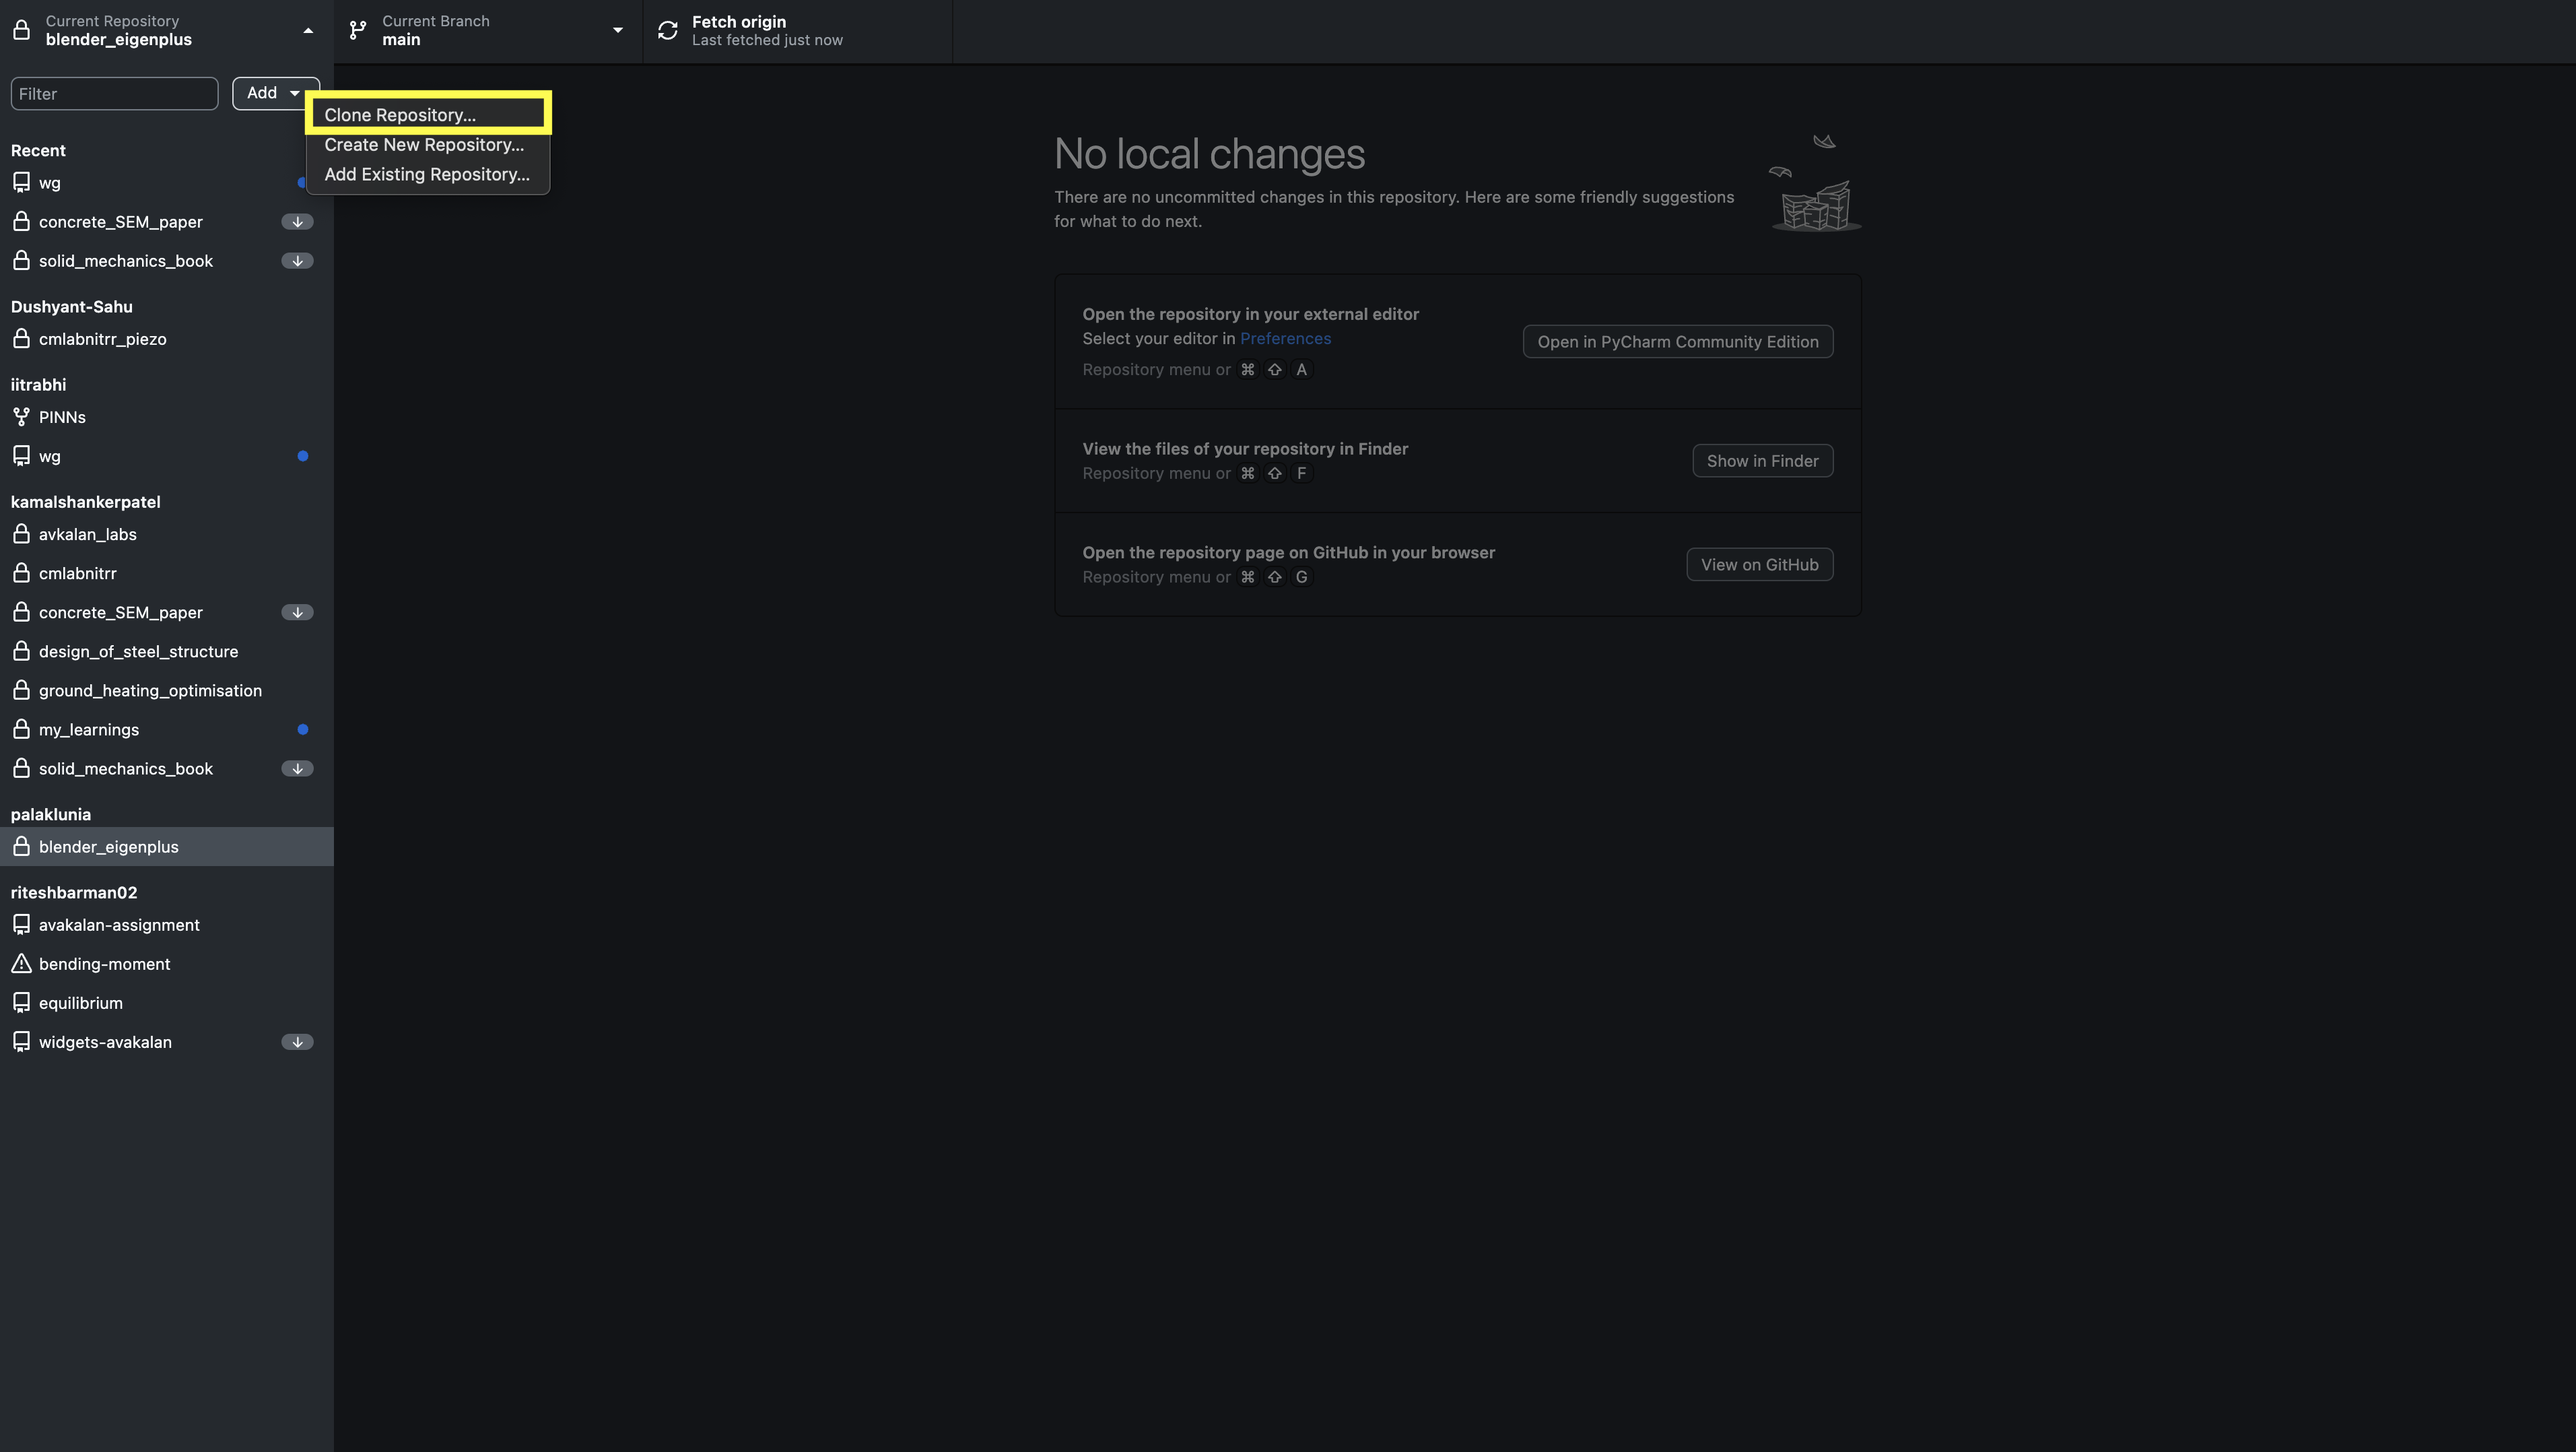 Current Repository
blender_eigenplus
Current Branch
main
Fetch origin
Last fetched just now
Filter
Add
Clone Repository...
Create New Repository...
Add Existing Repository...
Recent
wg
concrete_SEM_paper
solid_mechanics_book
Dushyant-Sahu
cmlabnitrr_piezo
iitrabhi
PINNs
wg
kamalshankerpatel
avkalan_labs
cmlabnitrr
concrete_SEM_paper
design_of_steel_structure
ground_heating_optimisation
my_learnings
solid_mechanics_book
palaklunia
blender_eigenplus
riteshbarman02
avakalan-assignment
bending-moment
equilibrium
widgets-avakalan
No local changes
There are no uncommitted changes in this repository. Here are some friendly suggestions
for what to do next.
Open the repository in your external editor
Select your editor in Preferences
Repository menu or ⌘ ⇧ A
Open in PyCharm Community Edition
View the files of your repository in Finder
Repository menu or ⌘ ⇧ F
Show in Finder
Open the repository page on GitHub in your browser
Repository menu or ⌘ ⇧ G
View on GitHub